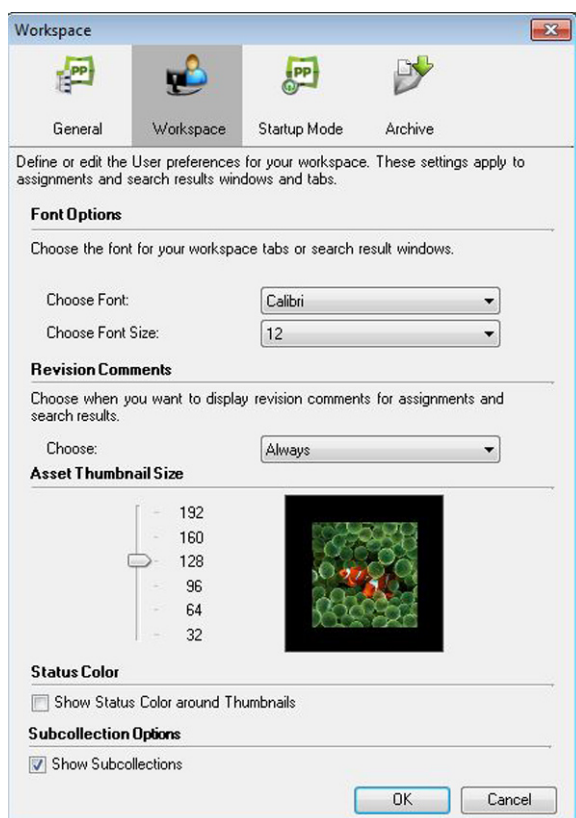 Workspace
PP
PP
General
Workspace
Startup Mode
Archive
Define or edit the User preferences for your workspace. These settings apply to
assignments and search results windows and tabs.
Font Options
Choose the font for your workspace tabs or search result windows.
Choose Font:
Calibri
Choose Font Size:
12
Revision Comments
Choose when you want to display revision comments for assignments and
search results.
Choose:
Always
Asset Thumbnail Size
192
160
128
96
64
32
Status Color
Show Status Color around Thumbnails
Subcollection Options
Show Subcollections
OK
Cancel